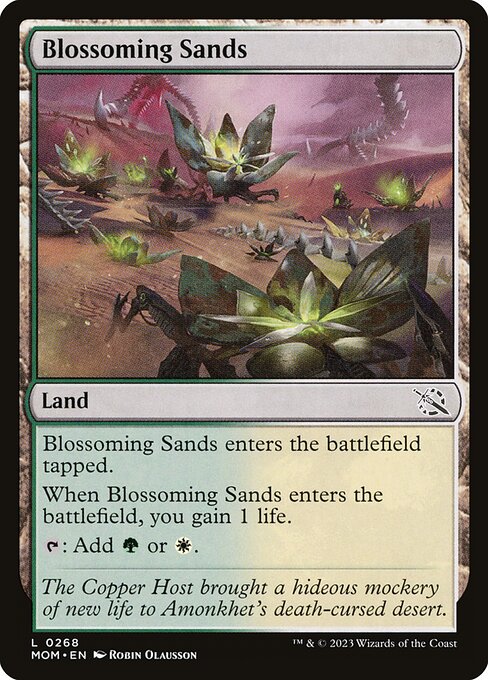 Blossoming Sands
Land
Blossoming Sands enters the battlefield
tapped.
When Blossoming Sands enters the
battlefield, you gain 1 life.
: Add or .
The Copper Host brought a hideous mockery
of new life to Amonkhet's death-cursed desert.
L 0268
MOM • EN Robin Olausson
™ & © 2023 Wizards of the Coast